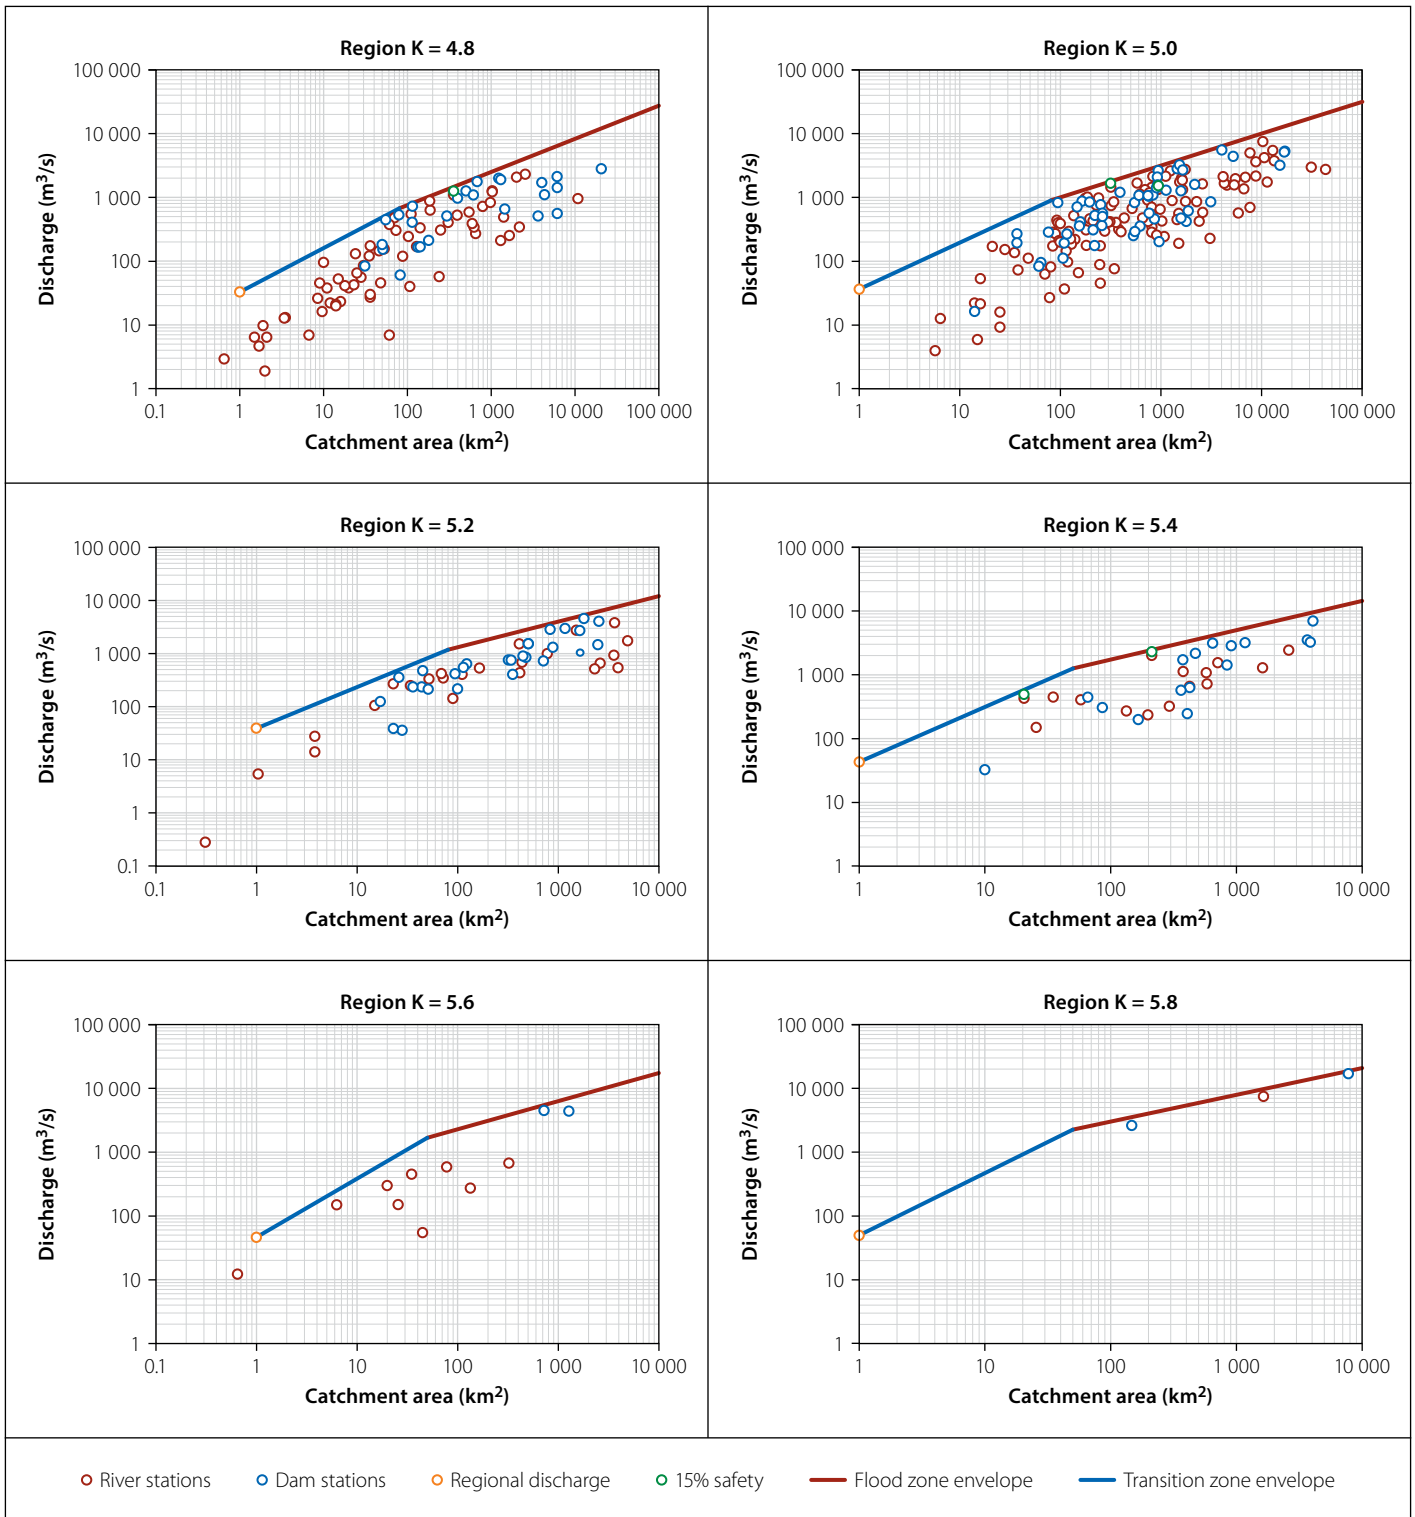 Region K = 4.8
100 000
10 000
1 000
100
10
1
0.1 1 10 100 1 000 10 000 100 000
Discharge (m³/s)
Catchment area (km²)
Region K = 5.0
100 000
10 000
1 000
100
10
1
1 10 100 1 000 10 000 100 000
Discharge (m³/s)
Catchment area (km²)
Region K = 5.2
100 000
10 000
1 000
100
10
1
0.1
0.1 1 10 100 1 000 10 000
Discharge (m³/s)
Catchment area (km²)
Region K = 5.4
100 000
10 000
1 000
100
10
1
1 10 100 1 000 10 000
Discharge (m³/s)
Catchment area (km²)
Region K = 5.6
100 000
10 000
1 000
100
10
1
0.1 1 10 100 1 000 10 000
Discharge (m³/s)
Catchment area (km²)
Region K = 5.8
100 000
10 000
1 000
100
10
1
1 10 100 1 000 10 000
Discharge (m³/s)
Catchment area (km²)
River stations Dam stations Regional discharge 15% safety Flood zone envelope Transition zone envelope